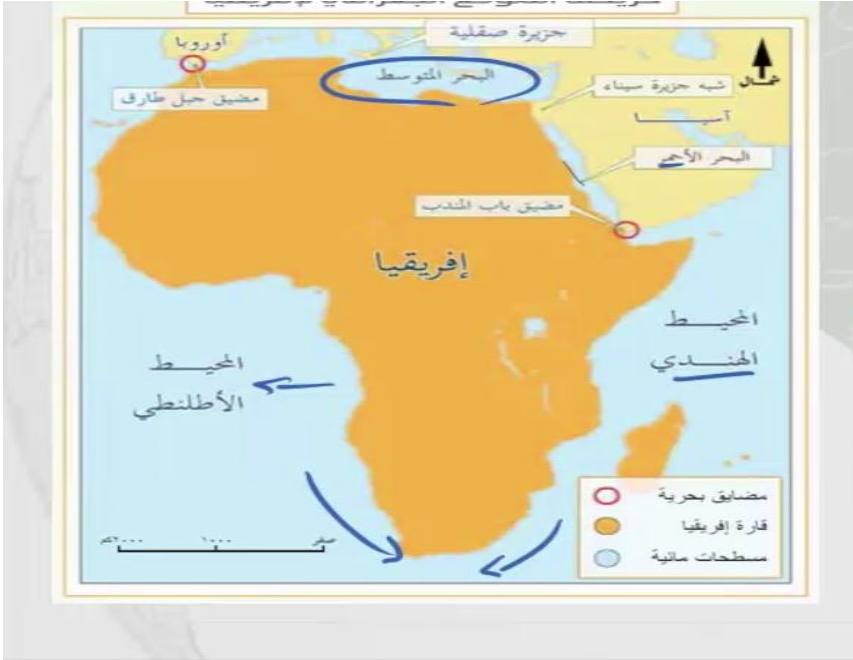 أوروبا
جزيرة صقلية
البحر المتوسط
شمال
مضيق جبل طارق
شبه جزيرة سيناء
آسيا
البحر الأحمر
مضيق باب المندب
إفريقيا
المحيط
الهندي
المحيط
الأطلنطي
مضايق بحرية
قارة إفريقيا
مسطحات مائية
صفر
١٠٠٠
٢٠٠٠كم